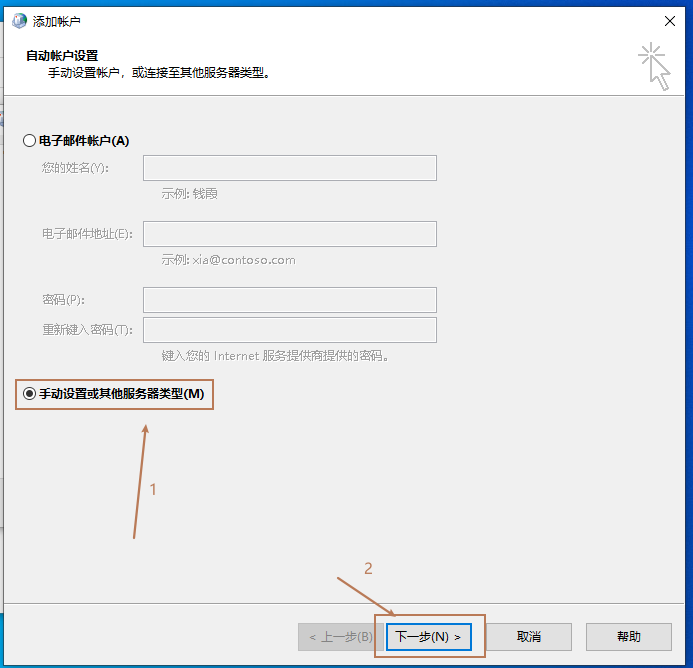 添加帐户
自动帐户设置
手动设置帐户，或连接至其他服务器类型。
电子邮件帐户(A)
您的姓名(Y):
示例: 钱霞
电子邮件地址(E):
示例: xia@contoso.com
密码(P):
重新键入密码(T):
键入您的 Internet 服务提供商提供的密码。
手动设置或其他服务器类型(M)
1
2
< 上一步(B)
下一步(N) >
取消
帮助